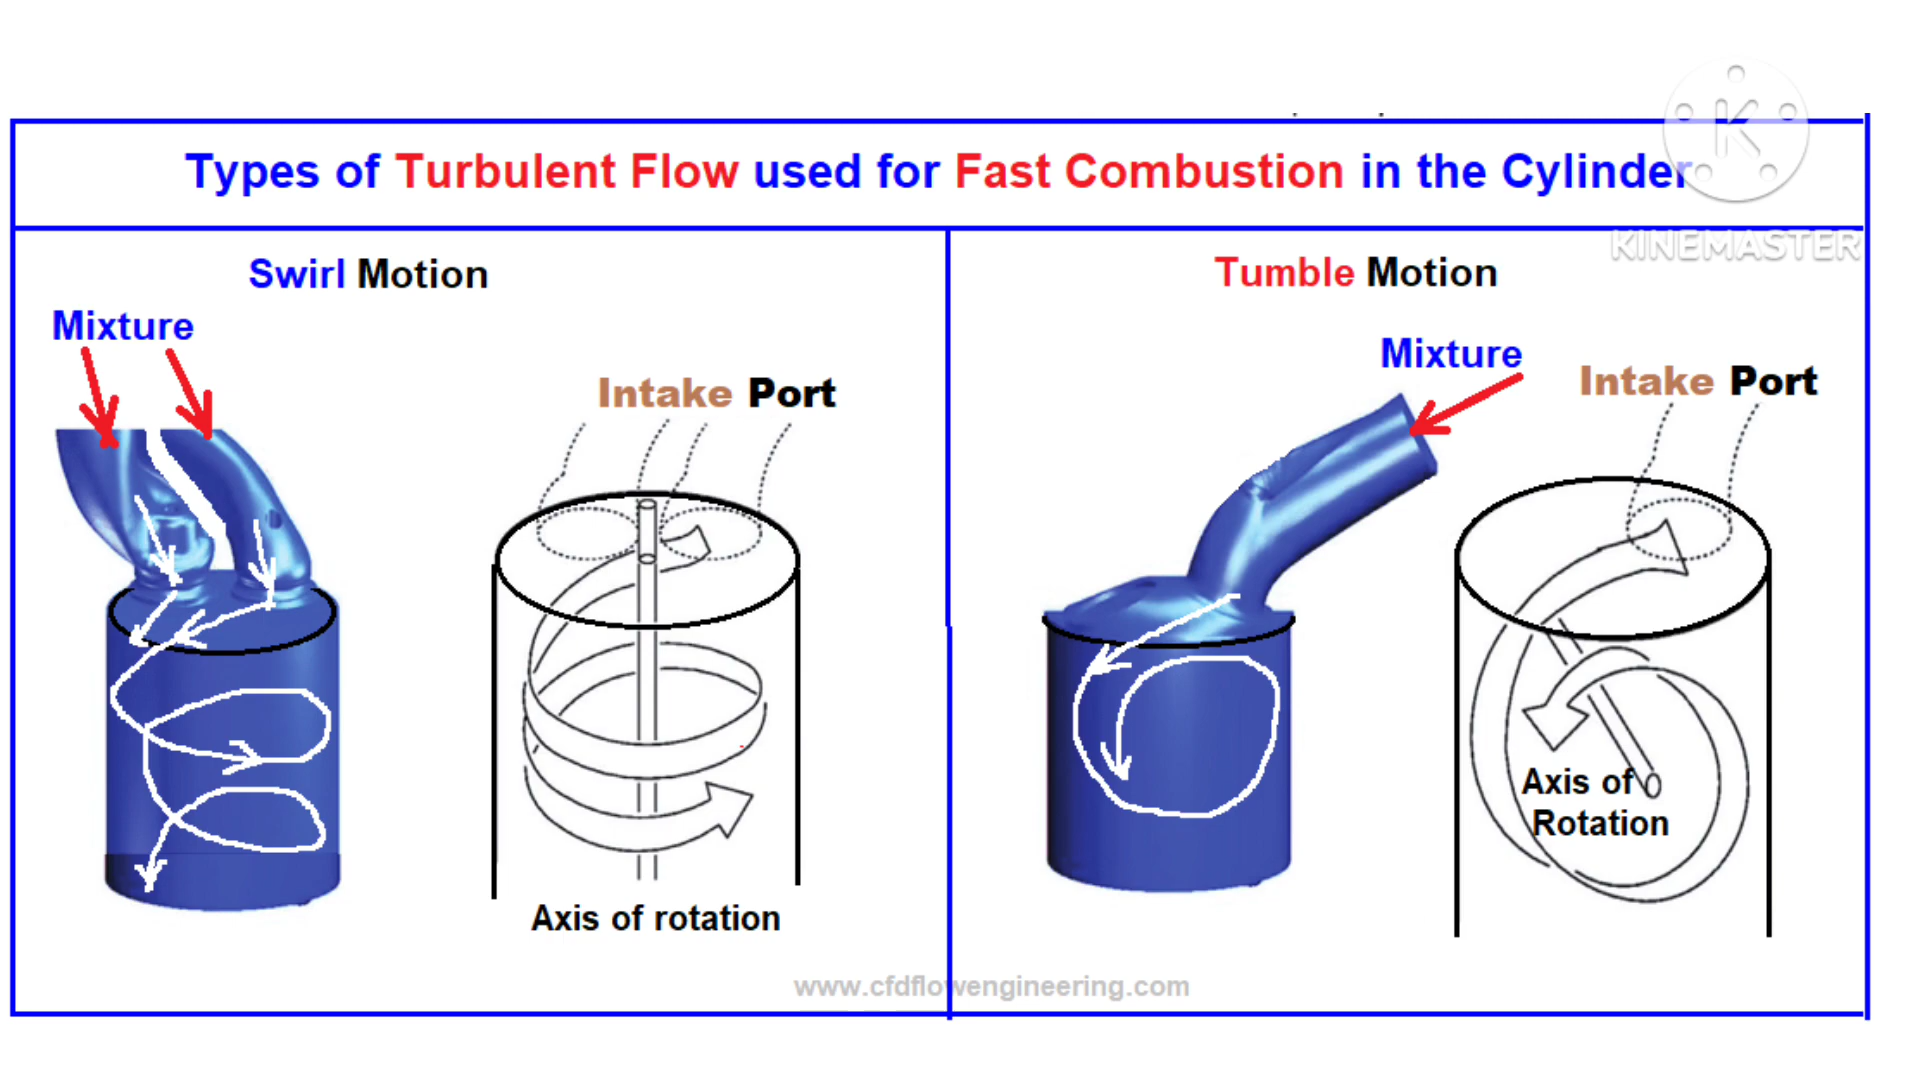 Types of Turbulent Flow used for Fast Combustion in the Cylinder
K
KINEMASTER
Swirl Motion
Mixture
Intake Port
Axis of rotation
Tumble Motion
Mixture
Intake Port
Axis of
Rotation
www.cfdflowengineering.com